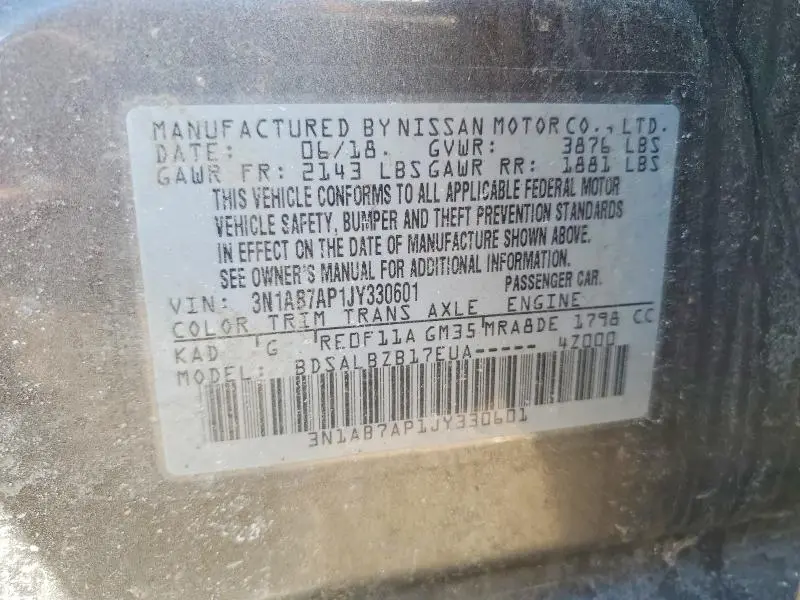 MANUFACTURED BY NISSAN MOTOR CO., LTD.
DATE: 06/18. GVWR: 3876 LBS
GAWR FR: 2143 LBS GAWR RR: 1881 LBS
THIS VEHICLE CONFORMS TO ALL APPLICABLE FEDERAL MOTOR
VEHICLE SAFETY, BUMPER AND THEFT PREVENTION STANDARDS
IN EFFECT ON THE DATE OF MANUFACTURE SHOWN ABOVE.
SEE OWNER'S MANUAL FOR ADDITIONAL INFORMATION.
PASSENGER CAR.
VIN: 3N1AB7AP1JY330601
COLOR TRIM TRANS AXLE ENGINE
KAD G RE0F11A GM35 MRA8DE 1798 CC
MODEL: BDSALBZB17EUA----- 4Z000
3N1AB7AP1JY330601